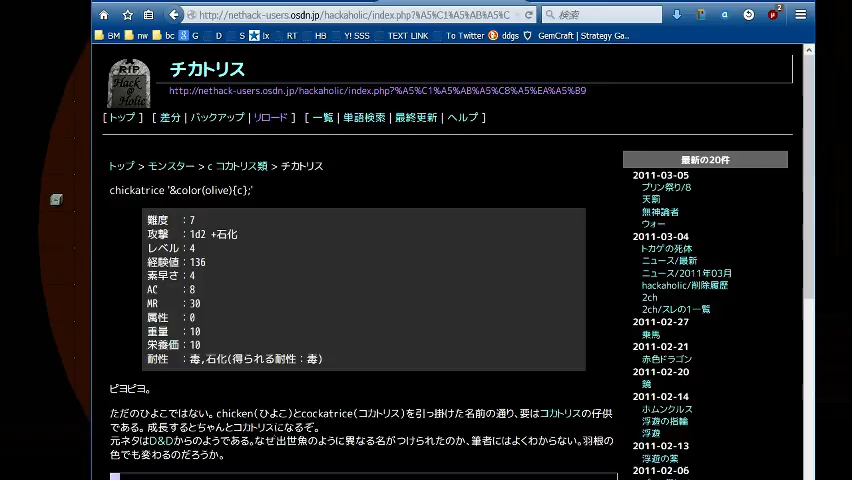 http://nethack-users.osdn.jp/hackaholic/index.php?%A5%C1%A5%AB%A5%C
検索
2
BM nw bc G D S lx RT HB Y! SSS TEXT LINK To Twitter ddgs GemCraft | Strategy Ga...
RIP
Hack
@
Holic
チカトリス
http://nethack-users.osdn.jp/hackaholic/index.php?%A5%C1%A5%AB%A5%C8%A5%EA%A5%B9
[ トップ ] [ 差分 | バックアップ | リロード ] [ 一覧 | 単語検索 | 最終更新 | ヘルプ ]
トップ > モンスター > c コカトリス類 > チカトリス
chickatrice '&color(olive){c};'
難度 : 7
攻撃 : 1d2 +石化
レベル : 4
経験値 : 136
素早さ : 4
AC : 8
MR : 30
属性 : 0
重量 : 10
栄養価 : 10
耐性 : 毒,石化(得られる耐性 : 毒)
ピヨピヨ。
ただのひよこではない。chicken(ひよこ)とcockatrice(コカトリス)を引っ掛けた名前の通り、要はコカトリスの仔供
である。成長するとちゃんとコカトリスになるぞ。
元ネタはD&Dからのようである。なぜ出世魚のように異なる名がつけられたのか、筆者にはよくわからない。羽根の
色でも変わるのだろうか。
最新の20件
2011-03-05
プリン祭り/8
天罰
無神論者
ウォー
2011-03-04
トカゲの死体
ニュース/最新
ニュース/2011年03月
hackaholic/削除履歴
2ch
2ch/スレの1一覧
2011-02-27
乗馬
2011-02-21
赤色ドラゴン
2011-02-20
鏡
2011-02-14
ホムンクルス
浮遊の指輪
浮遊
2011-02-13
浮遊の薬
2011-02-06